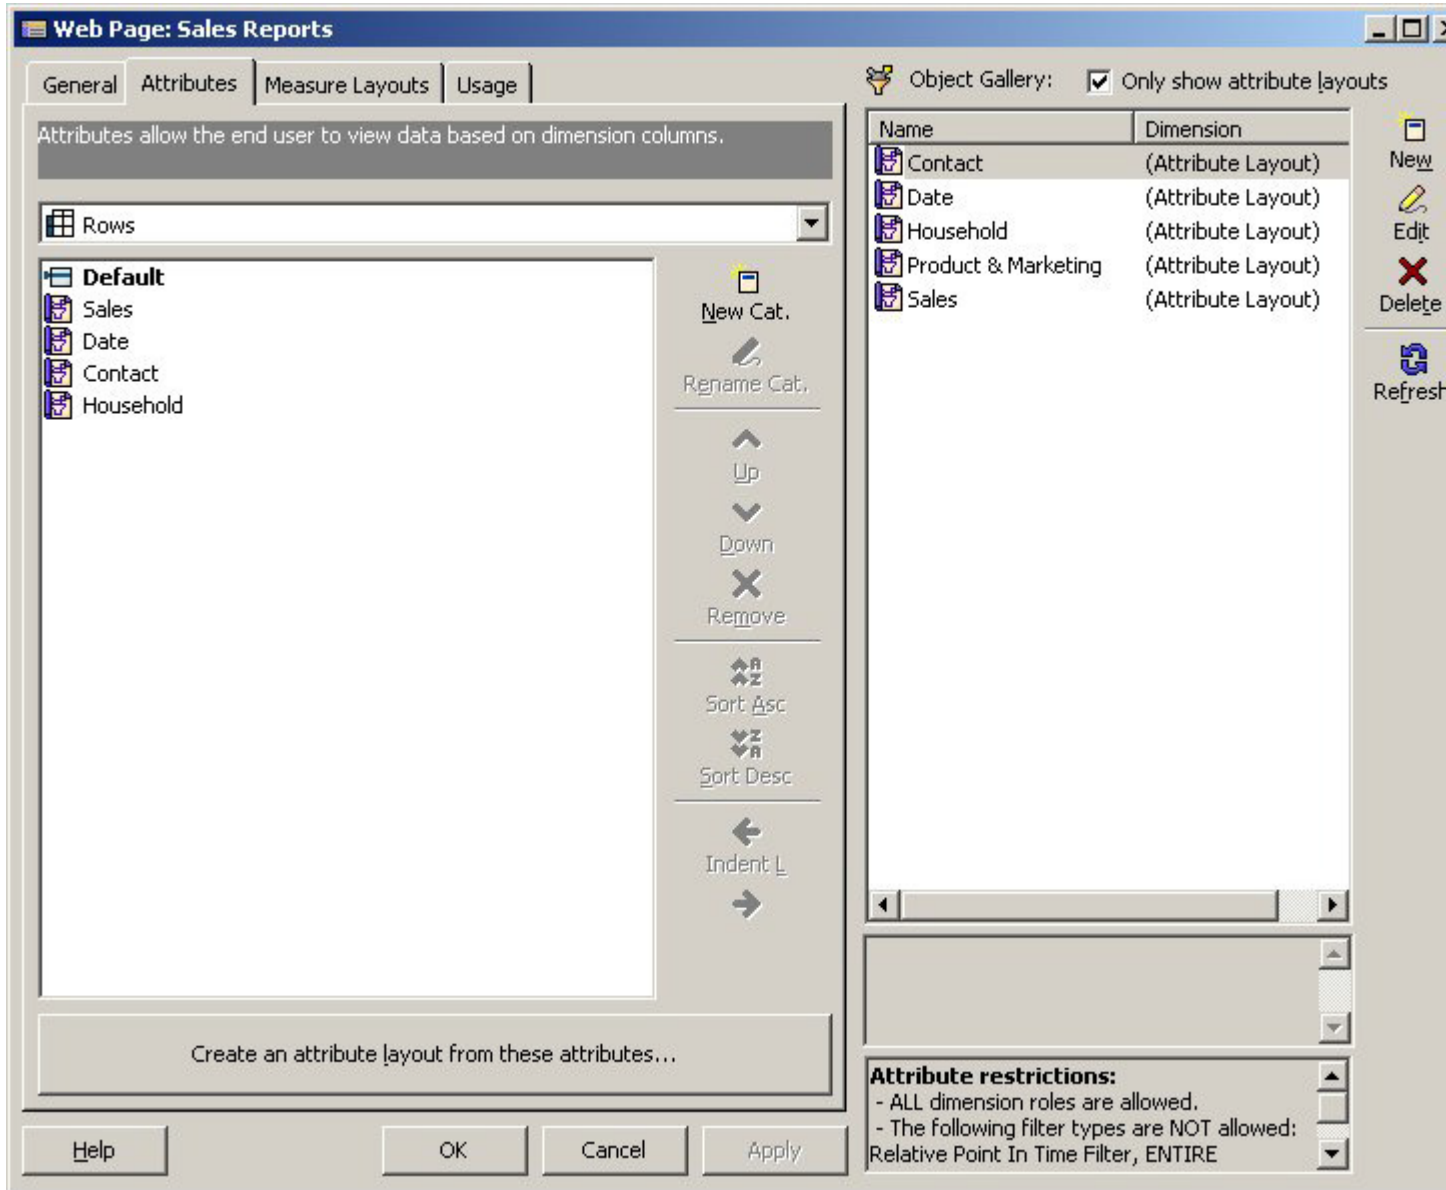 Web Page: Sales Reports
General Attributes Measure Layouts Usage
Attributes allow the end user to view data based on dimension columns.
Rows
Default
Sales
Date
Contact
Household
New Cat.
Rename Cat.
Up
Down
Remove
Sort Asc
Sort Desc
Indent L
Create an attribute layout from these attributes...
Help OK Cancel Apply
Object Gallery: Only show attribute layouts
Name Dimension
Contact (Attribute Layout)
Date (Attribute Layout)
Household (Attribute Layout)
Product & Marketing (Attribute Layout)
Sales (Attribute Layout)
New
Edit
Delete
Refresh
Attribute restrictions:
- ALL dimension roles are allowed.
- The following filter types are NOT allowed:
Relative Point In Time Filter, ENTIRE